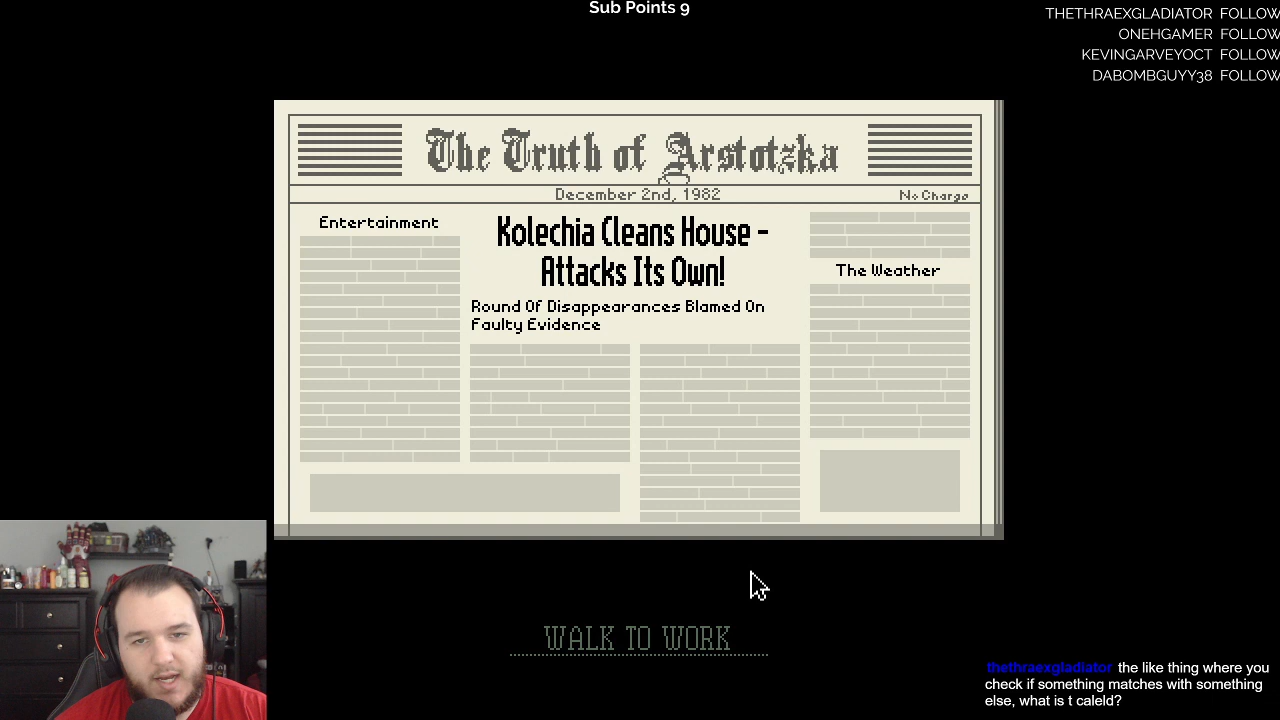 Sub Points 9
THETHRAEXGLADIATOR FOLLOW
ONEHGAMER FOLLOW
KEVINGARVEYOCT FOLLOW
DABOMBGUYY38 FOLLOW
The Truth of Arstotzka
December 2nd, 1982
No Charge
Entertainment
Kolechia Cleans House -
Attacks Its Own!
Round Of Disappearances Blamed On
Faulty Evidence
The Weather
WALK TO WORK
thethraexgladiator the like thing where you
check if something matches with something
else, what is t caleld?